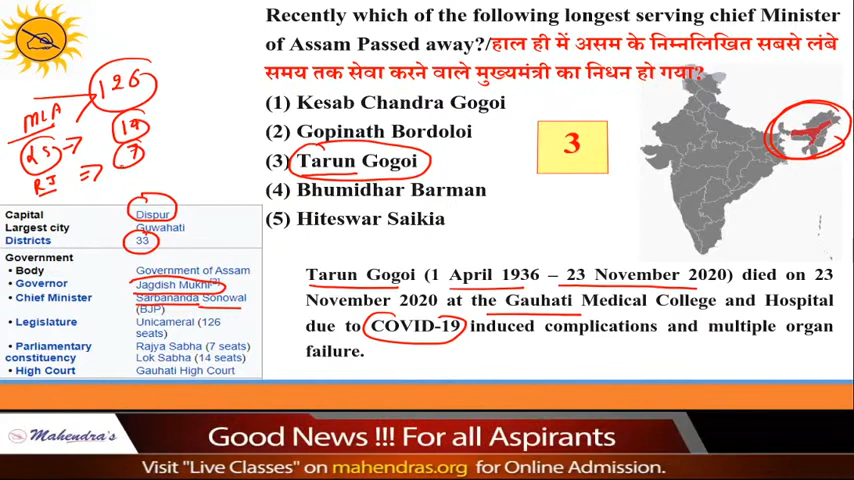 Recently which of the following longest serving chief Minister
of Assam Passed away?/हाल ही में असम के निम्नलिखित सबसे लंबे
समय तक सेवा करने वाले मुख्यमंत्री का निधन हो गया?
(1) Kesab Chandra Gogoi
(2) Gopinath Bordoloi
(3) Tarun Gogoi
(4) Bhumidhar Barman
(5) Hiteswar Saikia
3
126
MLA
LS
RJ
7
Capital Dispur
Largest city Guwahati
Districts 33
Government
• Body Government of Assam
• Governor Jagdish Mukhi[2]
• Chief Minister Sarbananda Sonowal
(BJP)
• Legislature Unicameral (126
seats)
• Parliamentary Rajya Sabha (7 seats)
constituency Lok Sabha (14 seats)
• High Court Gauhati High Court
Tarun Gogoi (1 April 1936 – 23 November 2020) died on 23
November 2020 at the Gauhati Medical College and Hospital
due to COVID-19 induced complications and multiple organ
failure.
Mahendra's
Good News !!! For all Aspirants
Visit "Live Classes" on mahendras.org for Online Admission.